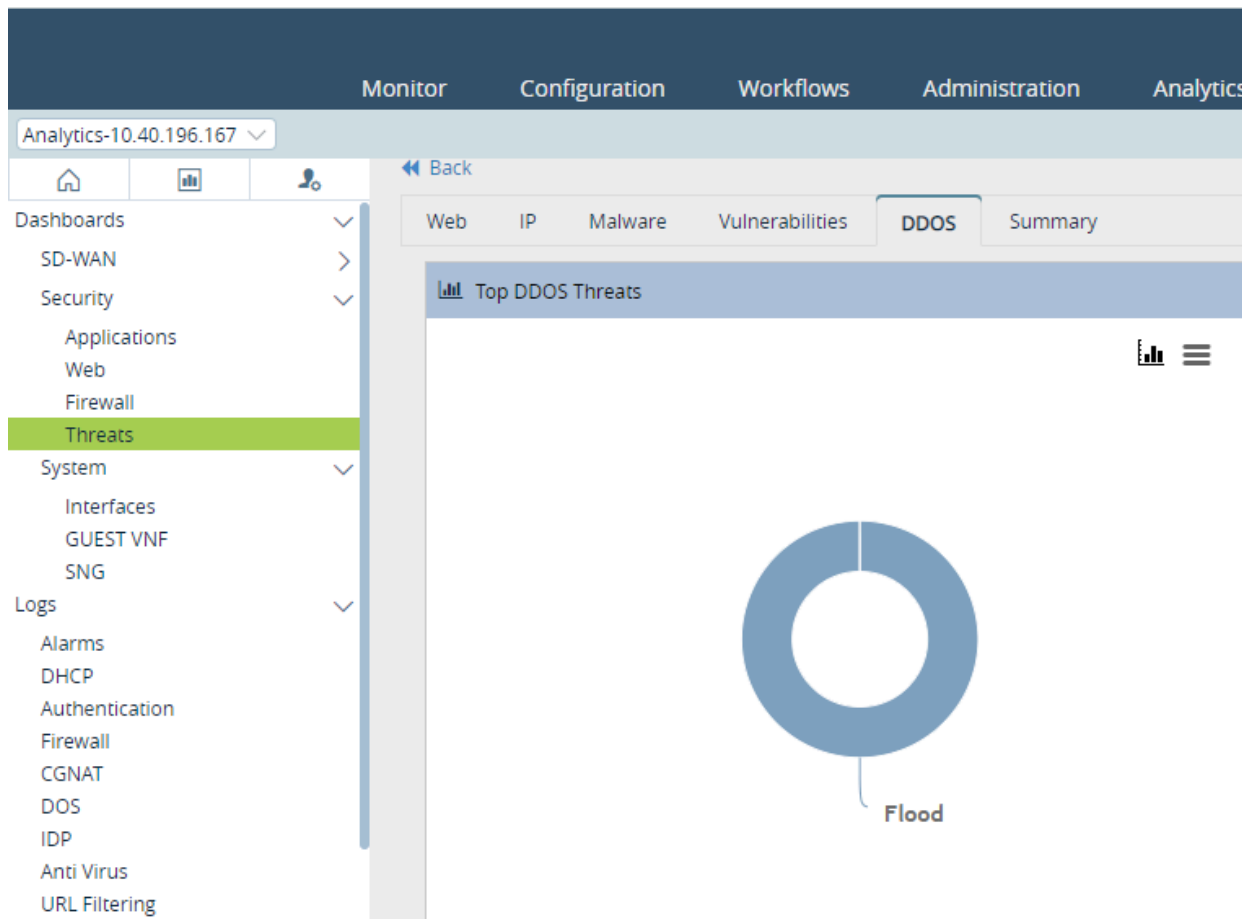 Monitor Configuration Workflows Administration Analytics
Analytics-10.40.196.167
Back
Web IP Malware Vulnerabilities DDOS Summary
Top DDOS Threats
Flood
Dashboards
SD-WAN
Security
Applications
Web
Firewall
Threats
System
Interfaces
GUEST VNF
SNG
Logs
Alarms
DHCP
Authentication
Firewall
CGNAT
DOS
IDP
Anti Virus
URL Filtering